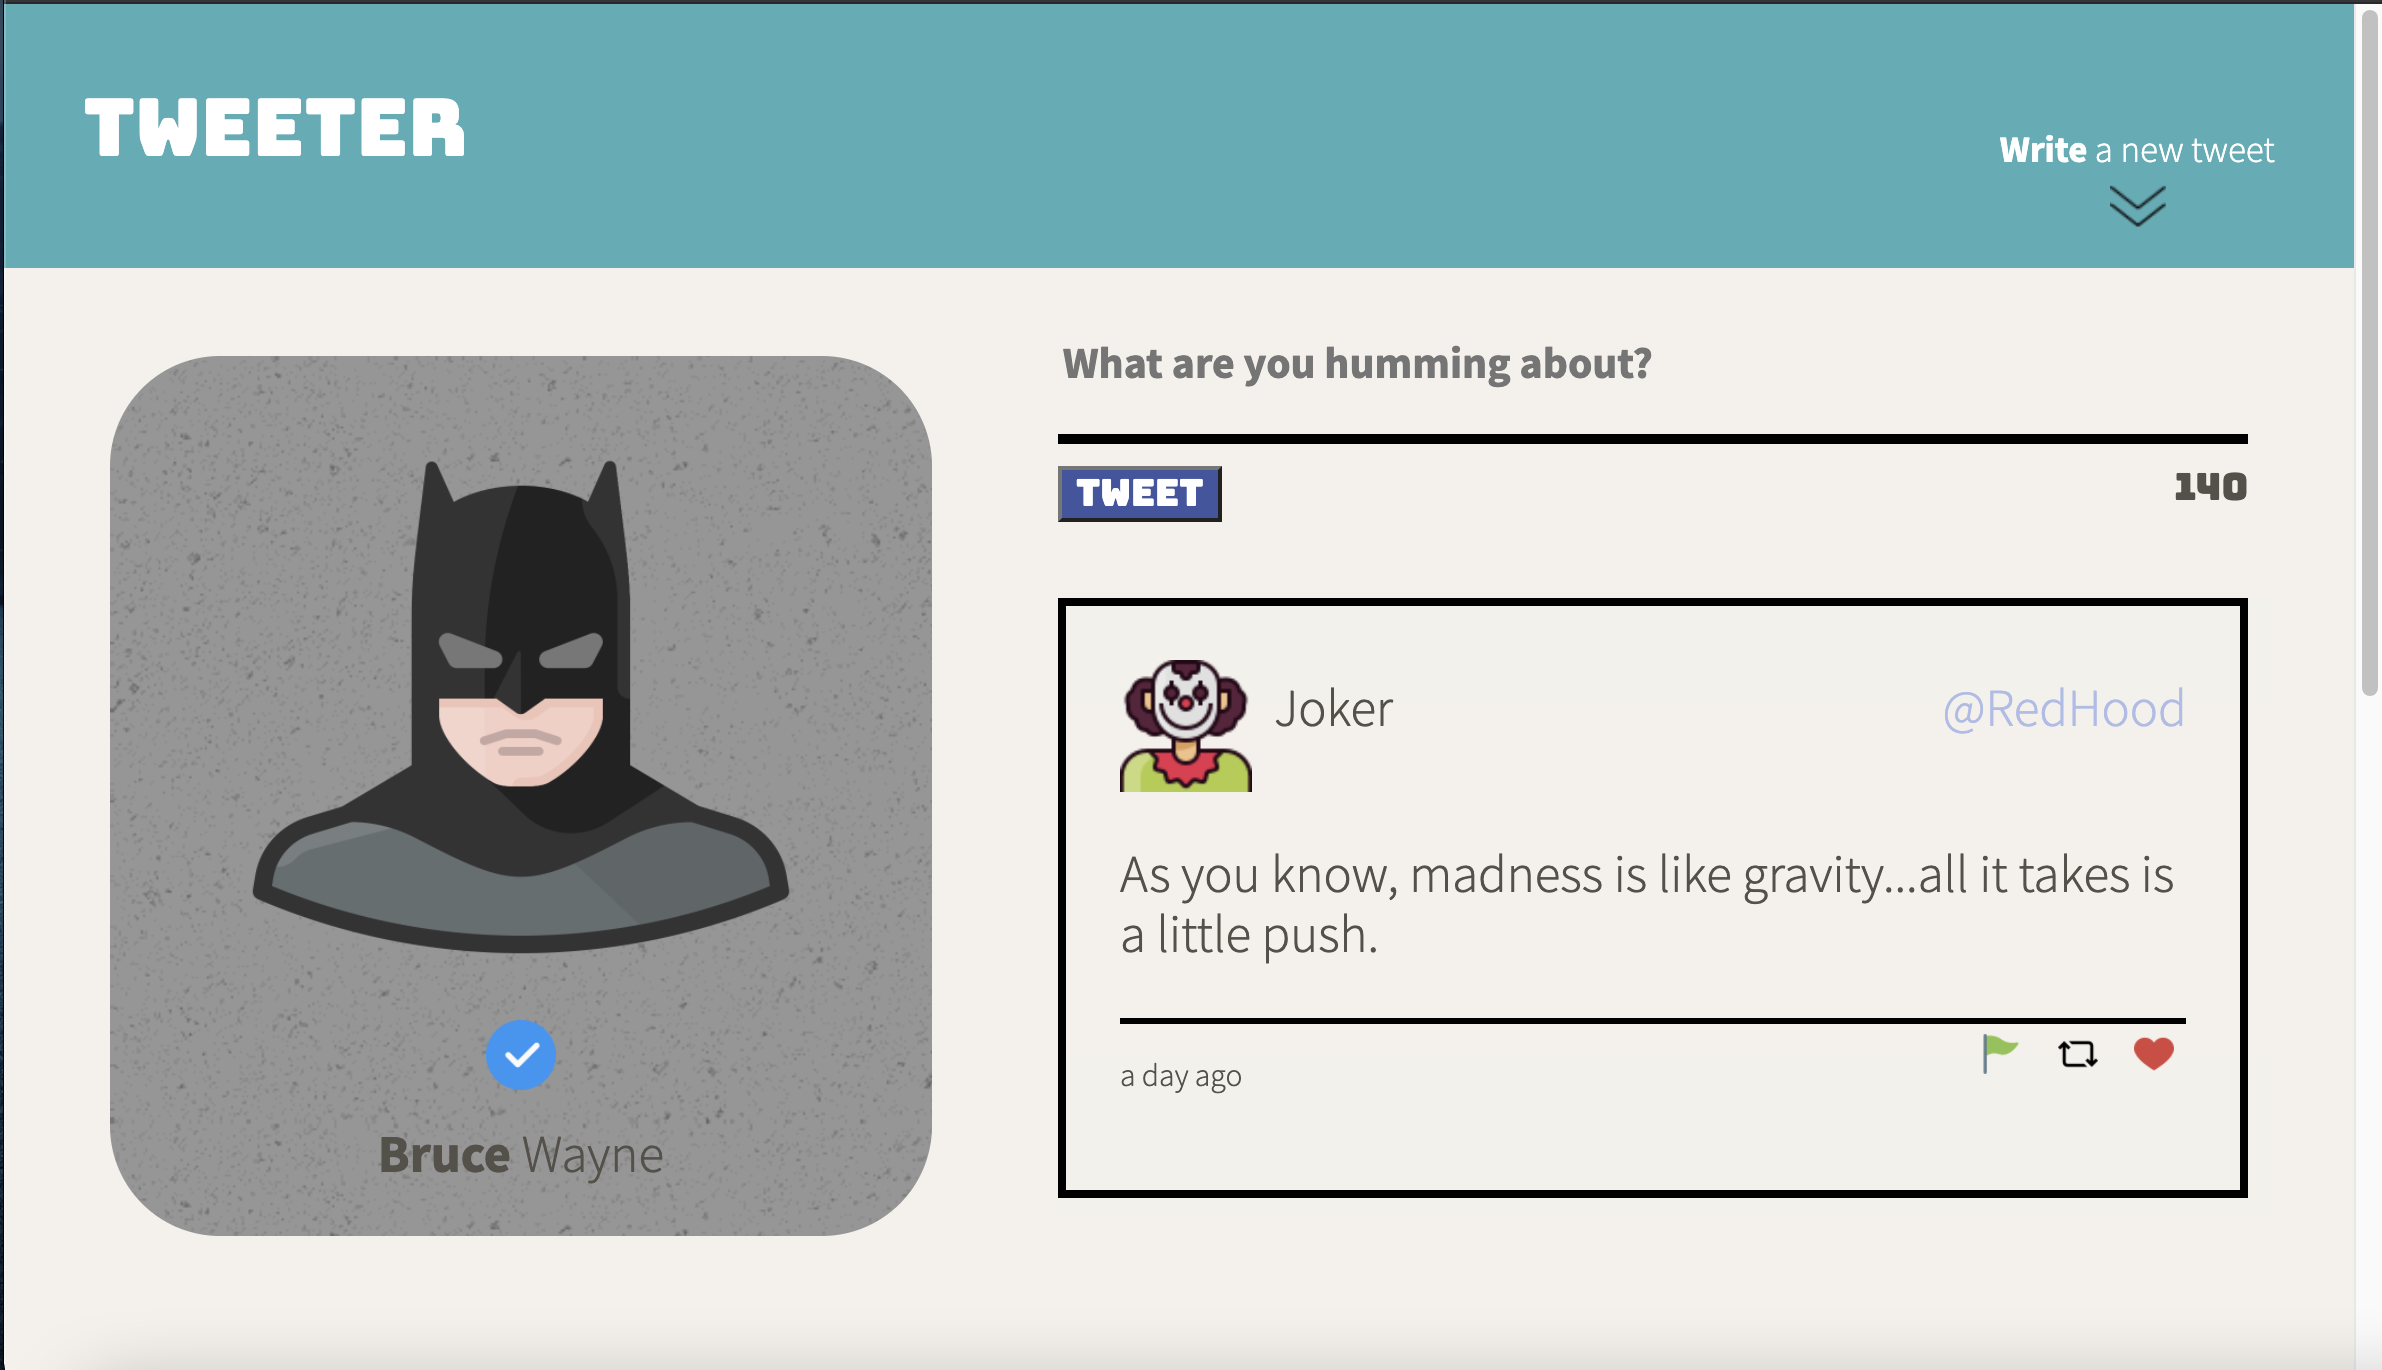 TWEETER
Write a new tweet
Bruce Wayne
What are you humming about?
TWEET
140
Joker
@RedHood
As you know, madness is like gravity...all it takes is
a little push.
a day ago